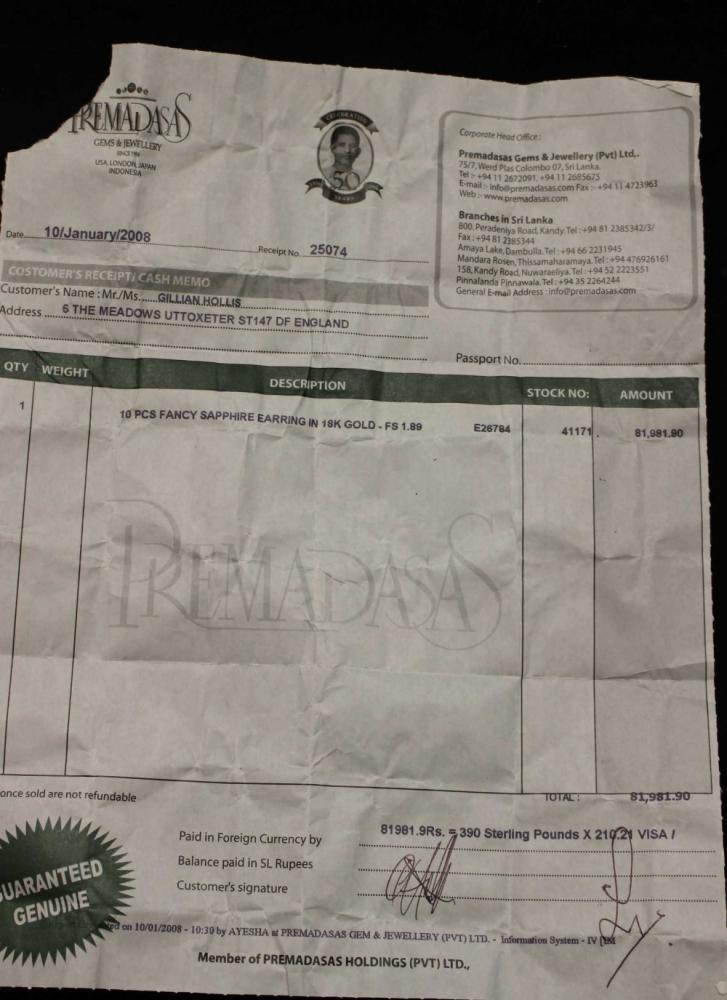 PREMADASAS
GEMS & JEWELLERY
SINCE 1956
USA, LONDON, JAPAN
INDONESIA
CELEBRATING
50
YEARS
Corporate Head Office:
Premadasas Gems & Jewellery (Pvt) Ltd,.
75/7, Werd Plas Colombo 07, Sri Lanka.
Tel :- +94 11 2672091, +94 11 2685675
E-mail :- info@premadasas.com Fax :- +94 11 4723963
Web :- www.premadasas.com
Branches in Sri Lanka
800, Peradeniya Road, Kandy. Tel : +94 81 2385342/3/
Fax : +94 81 2385344
Amaya Lake, Dambulla. Tel : +94 66 2231945
Mandara Rosen, Thissamaharamaya. Tel : +94 476926161
158, Kandy Road, Nuwaraeliya. Tel : +94 52 2223551
Pinnalanda Pinnawala. Tel : +94 35 2264244
General E-mail Address : info@premadasas.com
Date 10/January/2008
Receipt No 25074
COSTOMER'S RECEIPT/ CASH MEMO
Customer's Name : Mr./Ms. GILLIAN HOLLIS
Address 6 THE MEADOWS UTTOXETER ST147 DF ENGLAND
Passport No.
QTY WEIGHT DESCRIPTION STOCK NO: AMOUNT
1 10 PCS FANCY SAPPHIRE EARRING IN 18K GOLD - FS 1.89 E26784 41171 . 81,981.90
PREMADASAS
TOTAL : 81,981.90
once sold are not refundable
Paid in Foreign Currency by 81981.9Rs. = 390 Sterling Pounds X 210.21 VISA /
Balance paid in SL Rupees
Customer's signature
GUARANTEED
GENUINE
on 10/01/2008 - 10:30 by AYESHA at PREMADASAS GEM & JEWELLERY (PVT) LTD. - Information System - IV
Member of PREMADASAS HOLDINGS (PVT) LTD.,